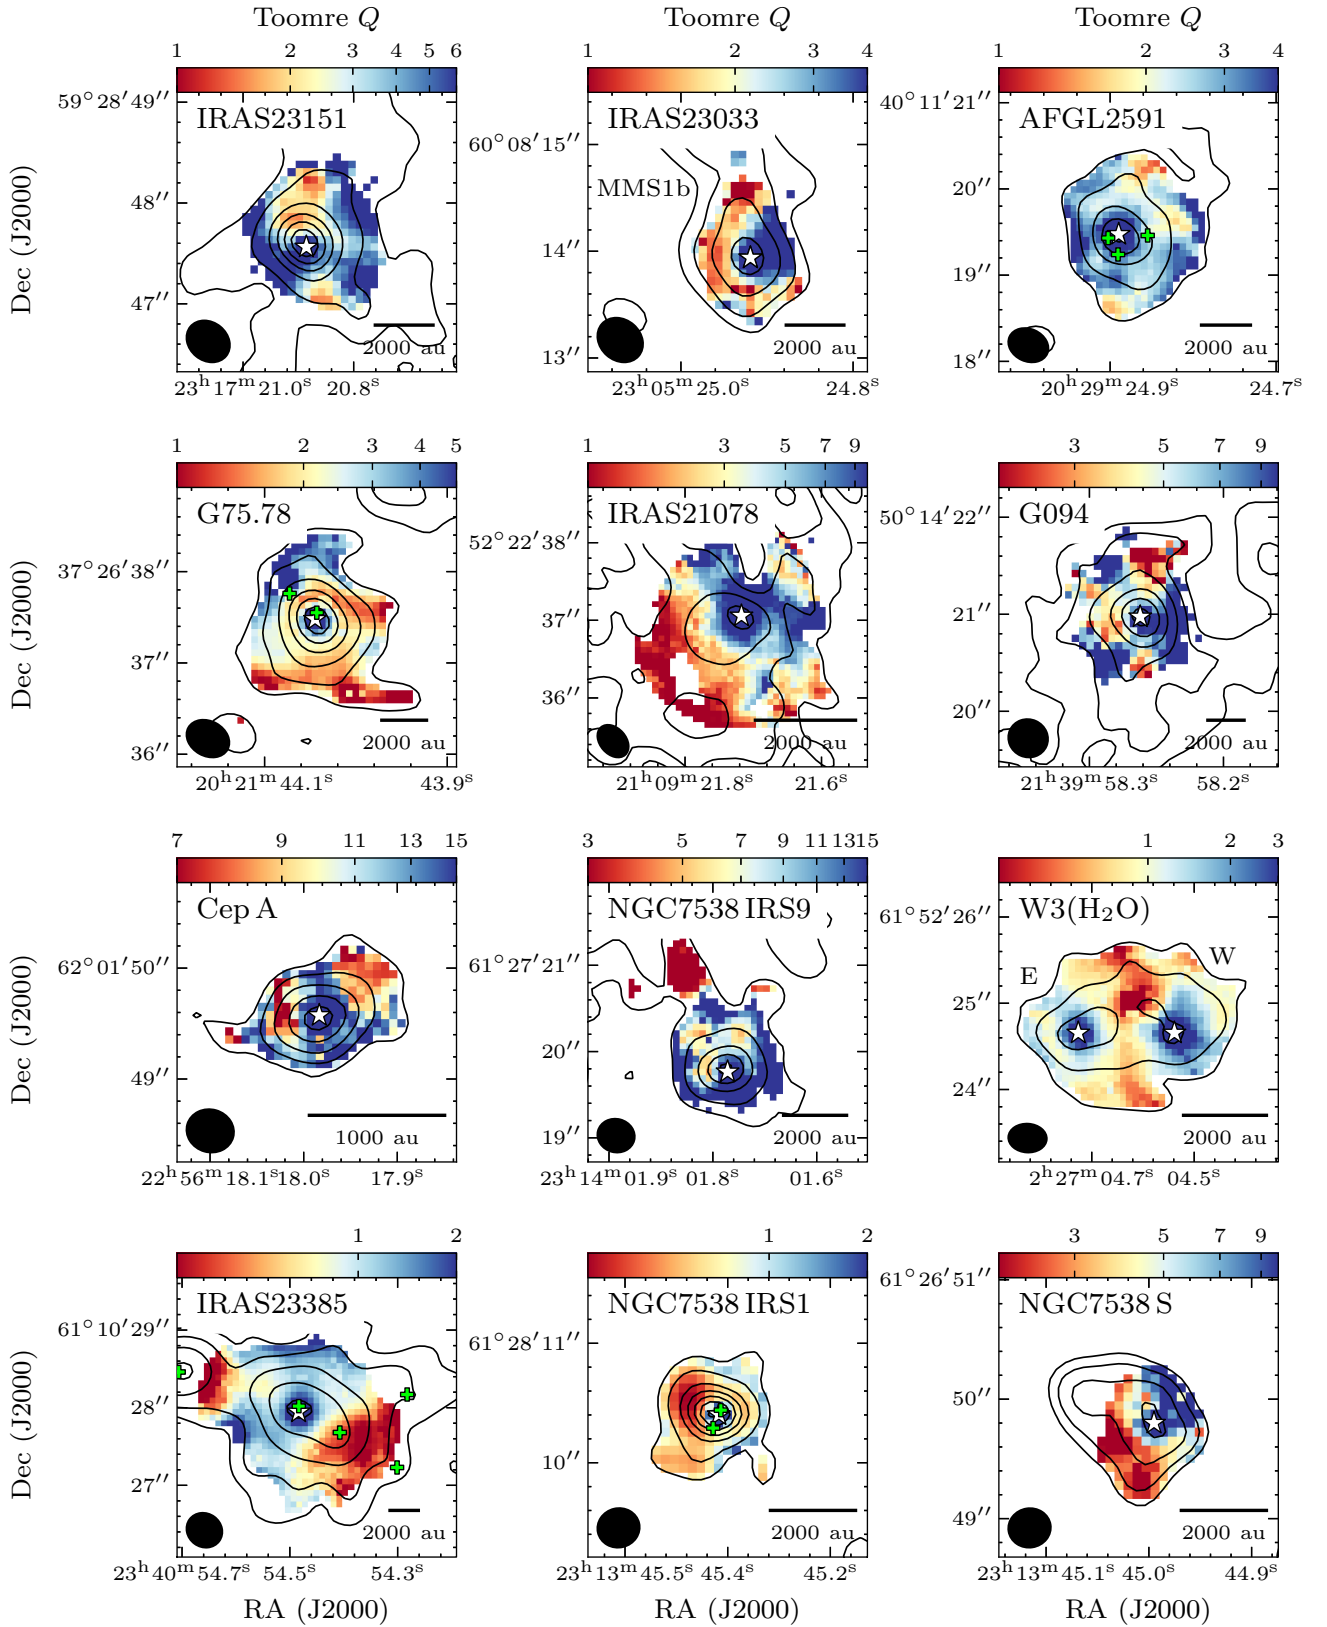 Toomre Q Toomre Q Toomre Q
1 2 3 4 5 6 1 2 3 4 1 2 3 4
IRAS23151 IRAS23033 AFGL2591
59°28′49″ 48″ 47″
60°08′15″ 14″ 13″
40°11′21″ 20″ 19″ 18″
MMS1b
Dec (J2000)
2000 au 2000 au 2000 au
23ʰ17ᵐ21.0ˢ 20.8ˢ 23ʰ05ᵐ25.0ˢ 24.8ˢ 20ʰ29ᵐ24.9ˢ 24.7ˢ
1 2 3 4 5 1 3 5 7 9 3 5 7 9
G75.78 IRAS21078 G094
37°26′38″ 37″ 36″
52°22′38″ 37″ 36″
50°14′22″ 21″ 20″
Dec (J2000)
2000 au 2000 au 2000 au
20ʰ21ᵐ44.1ˢ 43.9ˢ 21ʰ09ᵐ21.8ˢ 21.6ˢ 21ʰ39ᵐ58.3ˢ 58.2ˢ
7 9 11 13 15 3 5 7 9 11 13 15 1 2 3
Cep A NGC7538 IRS9 W3(H₂O)
62°01′50″ 49″
61°27′21″ 20″ 19″
61°52′26″ 25″ 24″
E W
Dec (J2000)
1000 au 2000 au 2000 au
22ʰ56ᵐ18.1ˢ 18.0ˢ 17.9ˢ 23ʰ14ᵐ01.9ˢ 01.8ˢ 01.6ˢ 2ʰ27ᵐ04.7ˢ 04.5ˢ
1 2 1 2 3 5 7 9
IRAS23385 NGC7538 IRS1 NGC7538 S
61°10′29″ 28″ 27″
61°28′11″ 10″
61°26′51″ 50″ 49″
Dec (J2000)
2000 au 2000 au 2000 au
23ʰ40ᵐ54.7ˢ 54.5ˢ 54.3ˢ 23ʰ13ᵐ45.5ˢ 45.4ˢ 45.2ˢ 23ʰ13ᵐ45.1ˢ 45.0ˢ 44.9ˢ
RA (J2000) RA (J2000) RA (J2000)